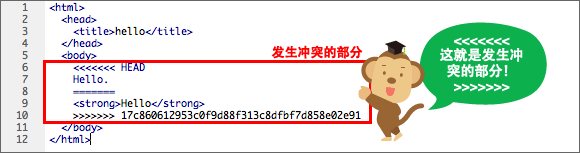 1 <html>
2 <head>
3 <title>hello</title>
4 </head>
5 <body>
发生冲突的部分
6 <<<<<<< HEAD
7 Hello.
8 =======
9 <strong>Hello</strong>
10 >>>>>>> 17c860612953c0f9d88f313c8dfbf7d858e02e91
11 </body>
12 </html>
<<<<<<<
这就是发生冲
突的部分！
>>>>>>>